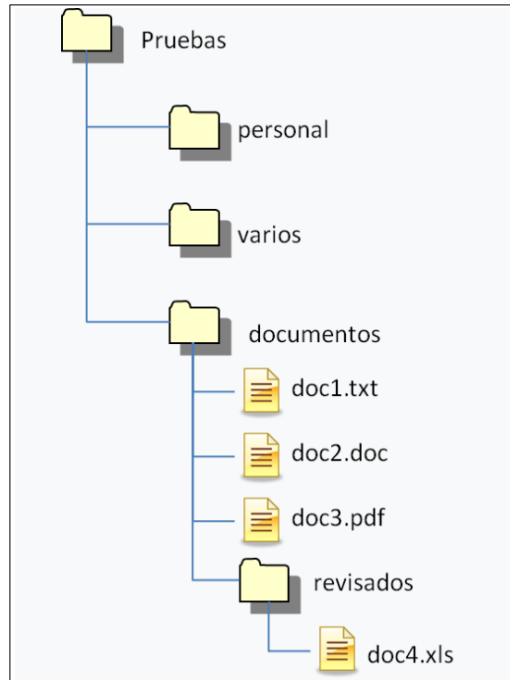 Pruebas
personal
varios
documentos
doc1.txt
doc2.doc
doc3.pdf
revisados
doc4.xls